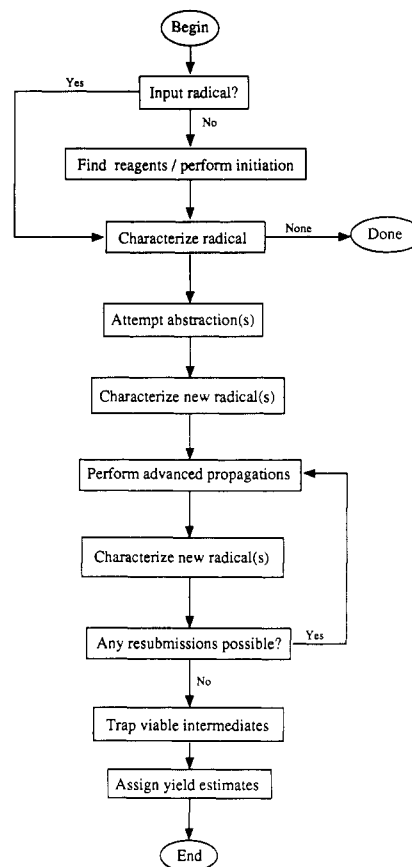 Begin
Yes
Input radical?
No
Find reagents / perform initiation
Characterize radical
None
Done
Attempt abstraction(s)
Characterize new radical(s)
Perform advanced propagations
Characterize new radical(s)
Any resubmissions possible?
Yes
No
Trap viable intermediates
Assign yield estimates
End